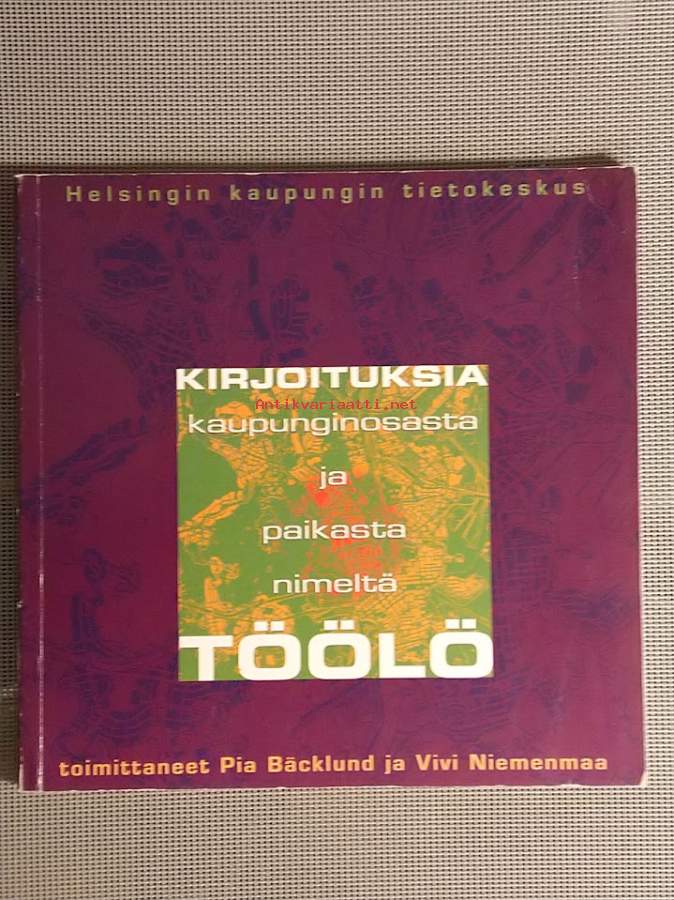 Helsingin kaupungin tietokeskus
KIRJOITUKSIA
Antikvariaatti.net
kaupunginosasta
ja
paikasta
nimeltä
TÖÖLÖ
toimittaneet Pia Bäcklund ja Vivi Niemenmaa